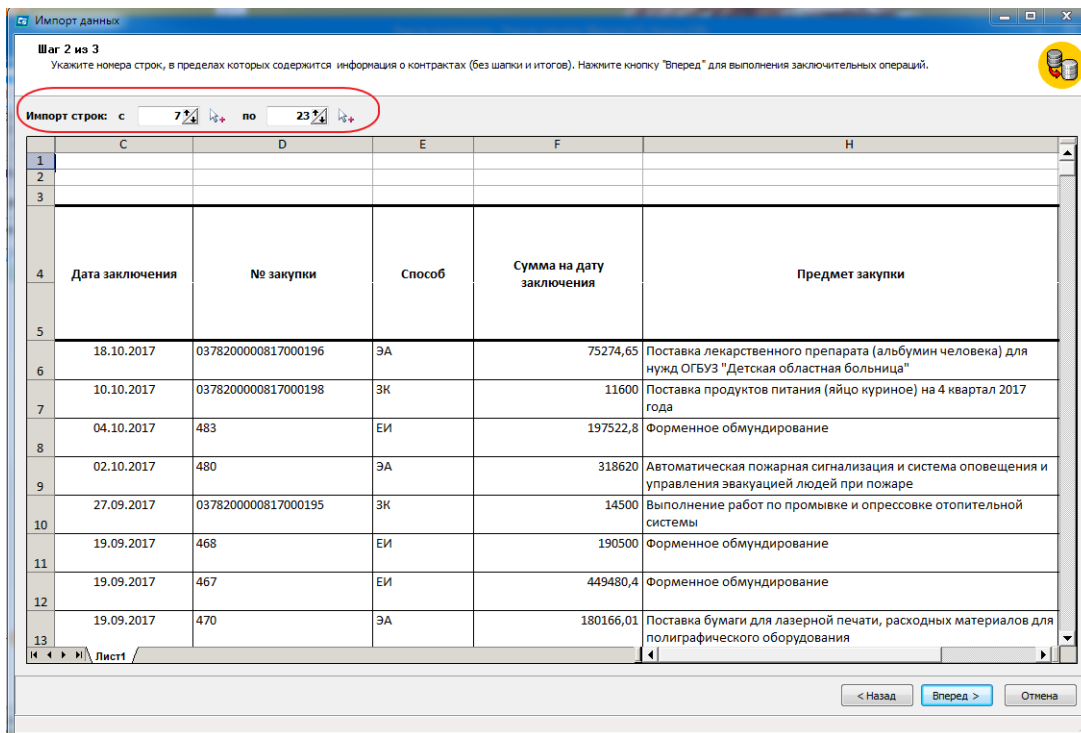 Импорт данных
Шаг 2 из 3
Укажите номера строк, в пределах которых содержится информация о контрактах (без шапки и итогов). Нажмите кнопку "Вперед" для выполнения заключительных операций.
Импорт строк: с 7 по 23
C D E F H
1
2
3
4 Дата заключения № закупки Способ Сумма на дату заключения Предмет закупки
5
6 18.10.2017 0378200000817000196 ЭА 75274,65 Поставка лекарственного препарата (альбумин человека) для
нужд ОГБУЗ "Детская областная больница"
7 10.10.2017 0378200000817000198 ЗК 11600 Поставка продуктов питания (яйцо куриное) на 4 квартал 2017
года
8 04.10.2017 483 ЕИ 197522,8 Форменное обмундирование
9 02.10.2017 480 ЭА 318620 Автоматическая пожарная сигнализация и система оповещения и
управления эвакуацией людей при пожаре
10 27.09.2017 0378200000817000195 ЗК 14500 Выполнение работ по промывке и опрессовке отопительной
системы
11 19.09.2017 468 ЕИ 190500 Форменное обмундирование
12 19.09.2017 467 ЕИ 449480,4 Форменное обмундирование
13 19.09.2017 470 ЭА 180166,01 Поставка бумаги для лазерной печати, расходных материалов для
полиграфического оборудования
Лист1
< Назад Вперед > Отмена